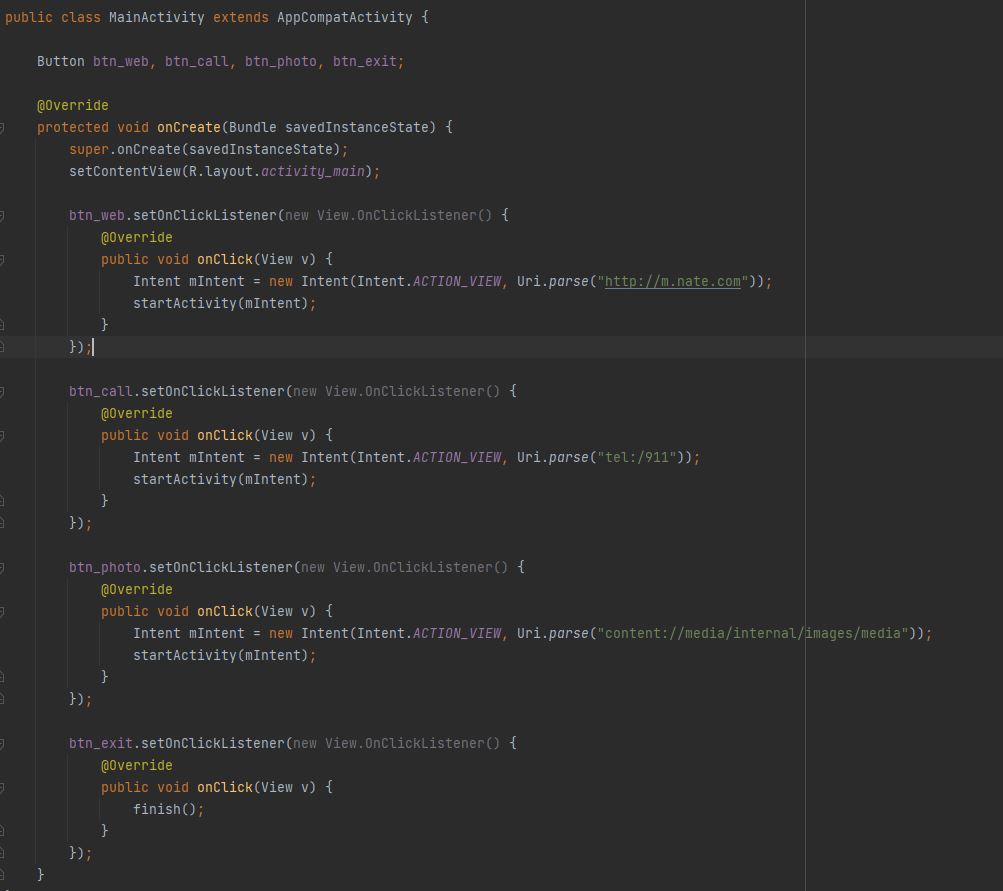 public class MainActivity extends AppCompatActivity {
Button btn_web, btn_call, btn_photo, btn_exit;
@Override
protected void onCreate(Bundle savedInstanceState) {
super.onCreate(savedInstanceState);
setContentView(R.layout.activity_main);
btn_web.setOnClickListener(new View.OnClickListener() {
@Override
public void onClick(View v) {
Intent mIntent = new Intent(Intent.ACTION_VIEW, Uri.parse("http://m.nate.com"));
startActivity(mIntent);
}
});
btn_call.setOnClickListener(new View.OnClickListener() {
@Override
public void onClick(View v) {
Intent mIntent = new Intent(Intent.ACTION_VIEW, Uri.parse("tel:/911"));
startActivity(mIntent);
}
});
btn_photo.setOnClickListener(new View.OnClickListener() {
@Override
public void onClick(View v) {
Intent mIntent = new Intent(Intent.ACTION_VIEW, Uri.parse("content://media/internal/images/media"));
startActivity(mIntent);
}
});
btn_exit.setOnClickListener(new View.OnClickListener() {
@Override
public void onClick(View v) {
finish();
}
});
}